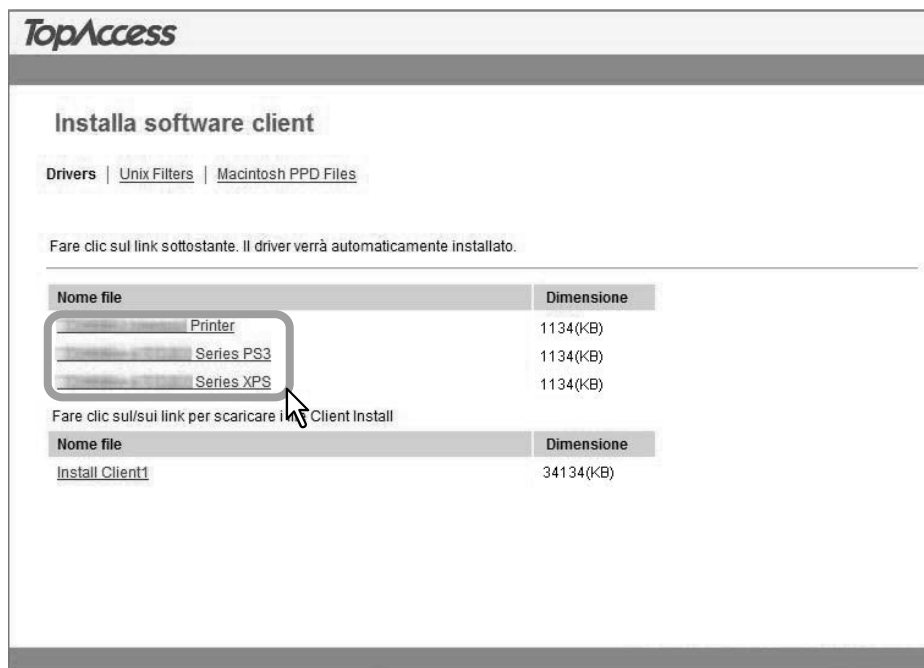 TopAccess
Installa software client
Drivers | Unix Filters | Macintosh PPD Files
Fare clic sul link sottostante. Il driver verrà automaticamente installato.
Nome file Dimensione
Printer 1134(KB)
Series PS3 1134(KB)
Series XPS 1134(KB)
Fare clic sul/sui link per scaricare i Client Install
Nome file Dimensione
Install Client1 34134(KB)